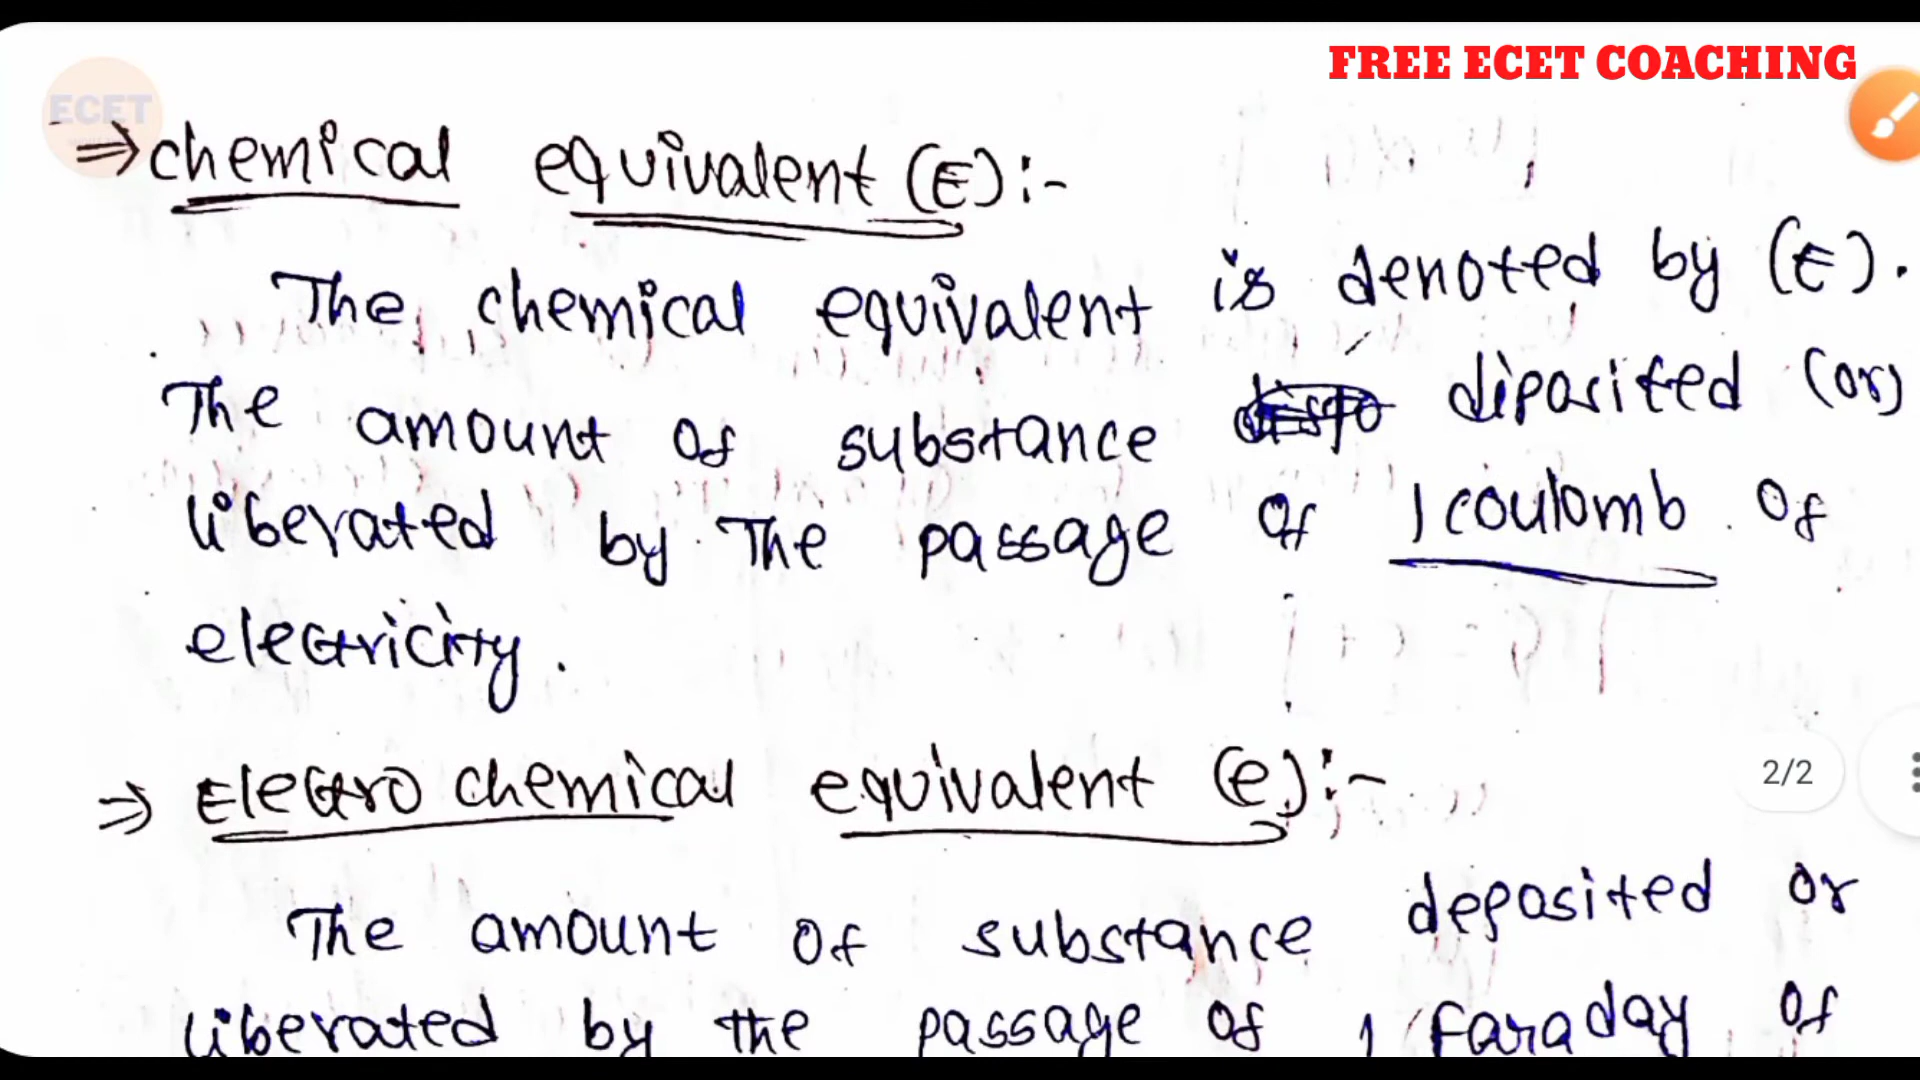 FREE ECET COACHING
ECET
⇒ chemical equivalent (E):-
The chemical equivalent is denoted by (E).
The amount of substance diposited (or)
liberated by The passage of 1 coulomb of
electricity.
⇒ Electro chemical equivalent (e):-
2/2
The amount of substance deposited or
liberated by the passage of 1 Faraday of